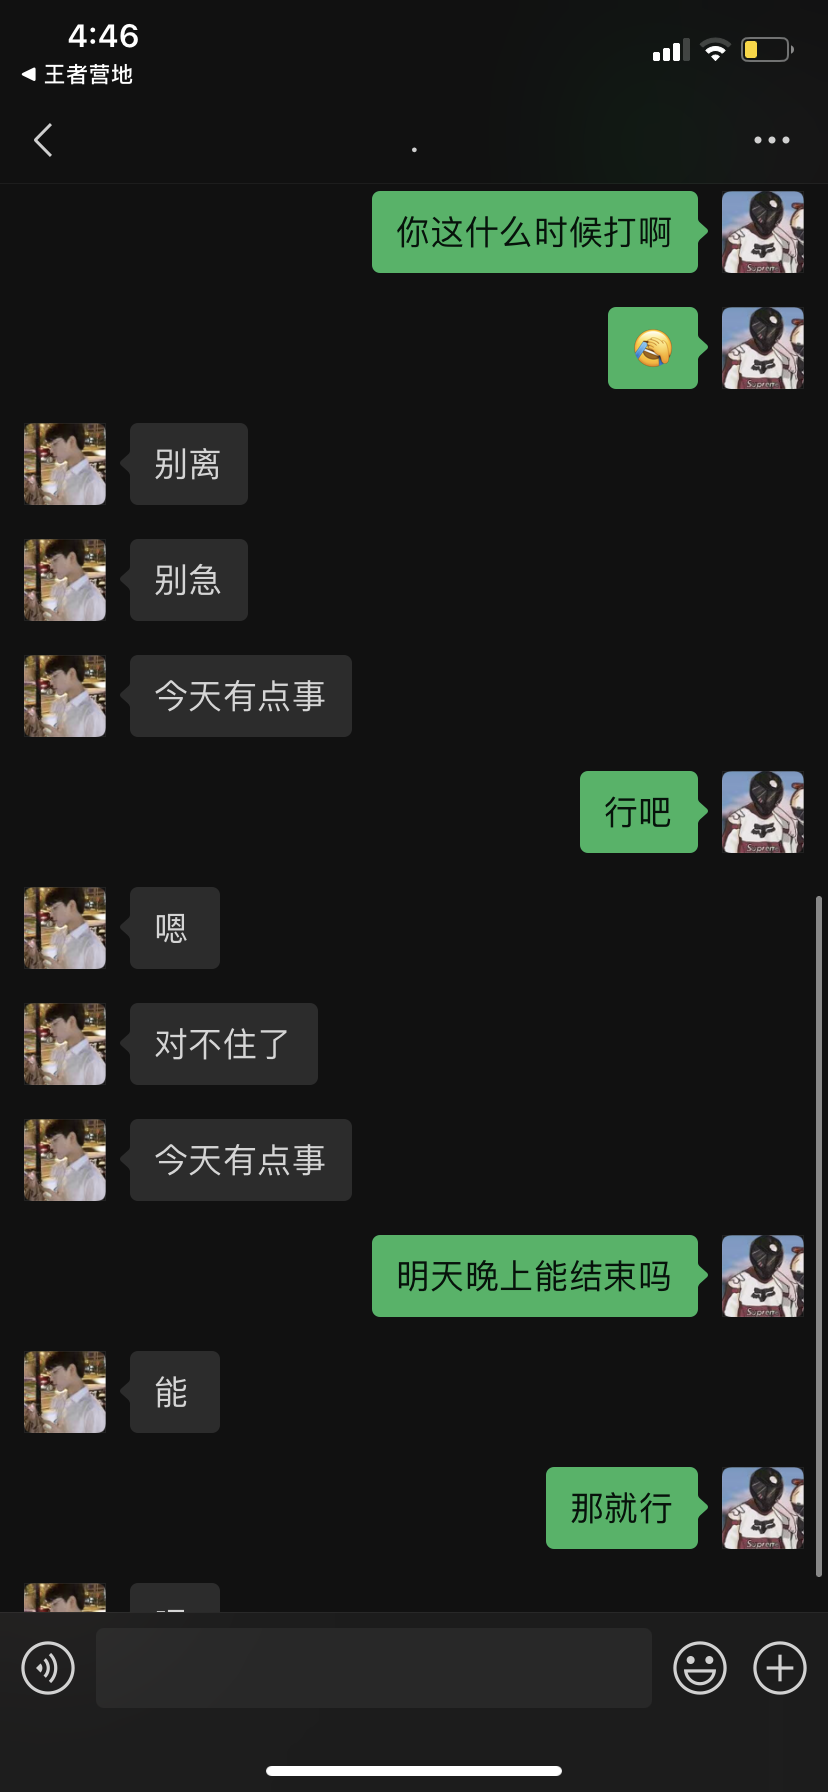 4:46
王者营地
.
你这什么时候打啊
🤣
别离
别急
今天有点事
行吧
嗯
对不住了
今天有点事
明天晚上能结束吗
能
那就行